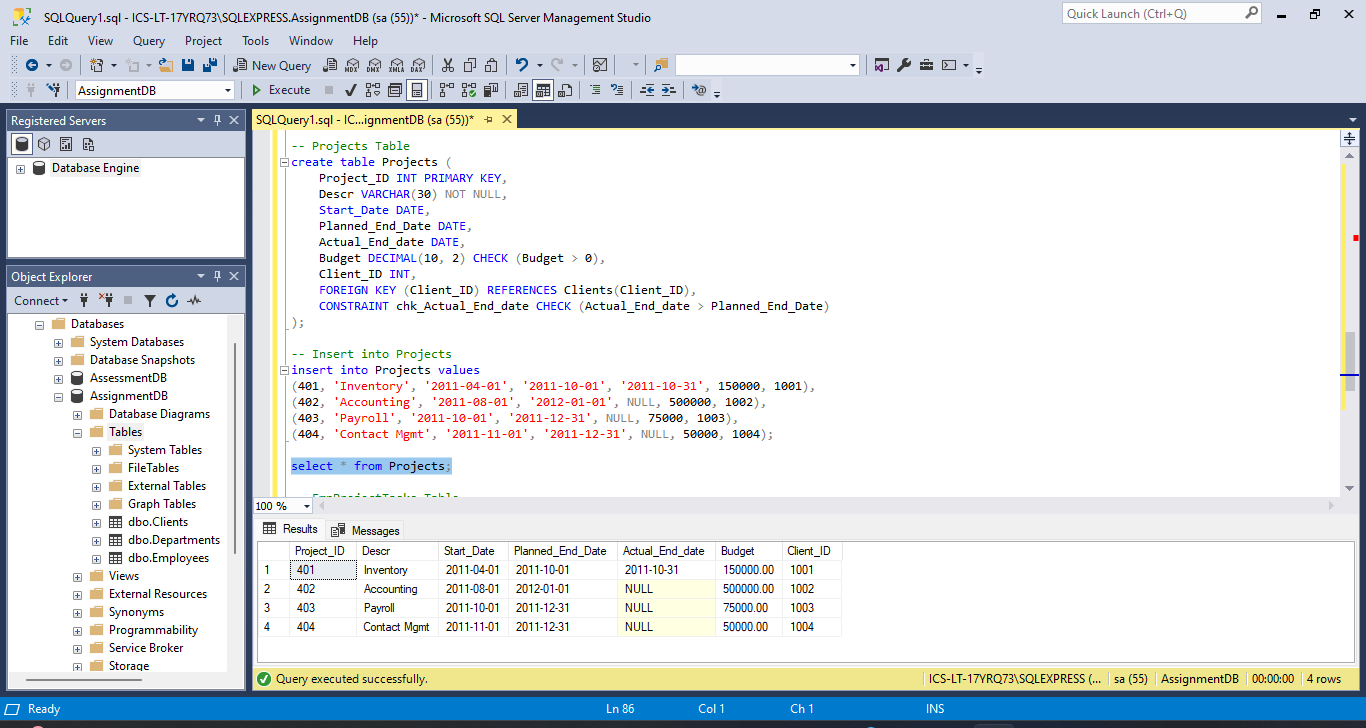 SQLQuery1.sql - ICS-LT-17YRQ73\SQLEXPRESS.AssignmentDB (sa (55))* - Microsoft SQL Server Management Studio
Quick Launch (Ctrl+Q)
File Edit View Query Project Tools Window Help
New Query MDX DMX XMLA DAX
AssignmentDB Execute
Registered Servers
Database Engine
Object Explorer
Connect
Databases
System Databases
Database Snapshots
AssessmentDB
AssignmentDB
Database Diagrams
Tables
System Tables
FileTables
External Tables
Graph Tables
dbo.Clients
dbo.Departments
dbo.Employees
Views
External Resources
Synonyms
Programmability
Service Broker
Storage
SQLQuery1.sql - IC...ignmentDB (sa (55))*
-- Projects Table
create table Projects (
Project_ID INT PRIMARY KEY,
Descr VARCHAR(30) NOT NULL,
Start_Date DATE,
Planned_End_Date DATE,
Actual_End_date DATE,
Budget DECIMAL(10, 2) CHECK (Budget > 0),
Client_ID INT,
FOREIGN KEY (Client_ID) REFERENCES Clients(Client_ID),
CONSTRAINT chk_Actual_End_date CHECK (Actual_End_date > Planned_End_Date)
);
-- Insert into Projects
insert into Projects values
(401, 'Inventory', '2011-04-01', '2011-10-01', '2011-10-31', 150000, 1001),
(402, 'Accounting', '2011-08-01', '2012-01-01', NULL, 500000, 1002),
(403, 'Payroll', '2011-10-01', '2011-12-31', NULL, 75000, 1003),
(404, 'Contact Mgmt', '2011-11-01', '2011-12-31', NULL, 50000, 1004);
select * from Projects;
100 %
Results Messages
Project_ID Descr Start_Date Planned_End_Date Actual_End_date Budget Client_ID
1 401 Inventory 2011-04-01 2011-10-01 2011-10-31 150000.00 1001
2 402 Accounting 2011-08-01 2012-01-01 NULL 500000.00 1002
3 403 Payroll 2011-10-01 2011-12-31 NULL 75000.00 1003
4 404 Contact Mgmt 2011-11-01 2011-12-31 NULL 50000.00 1004
Query executed successfully. ICS-LT-17YRQ73\SQLEXPRESS (... sa (55) AssignmentDB 00:00:00 4 rows
Ready Ln 86 Col 1 Ch 1 INS